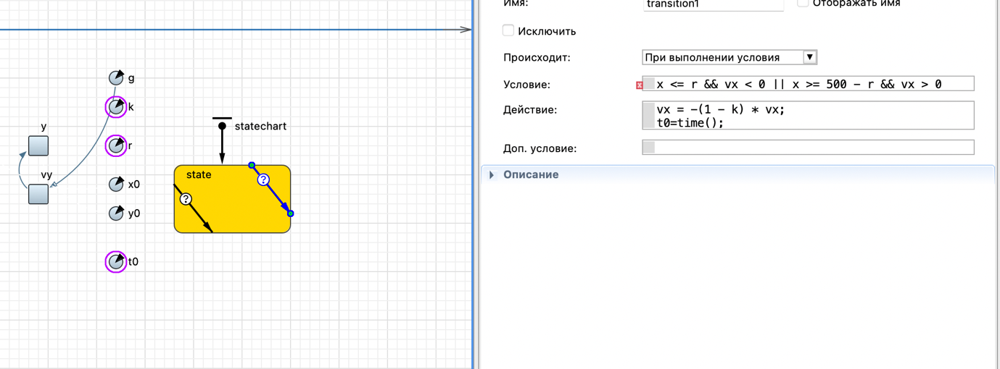 Имя:
transition1
Отображать имя
Исключить
Происходит:
При выполнении условия
Условие:
x <= r && vx < 0 || x >= 500 - r && vx > 0
Действие:
vx = -(1 - k) * vx;
t0=time();
Доп. условие:
Описание
g
k
y
r
vy
x0
y0
t0
statechart
state
?
?